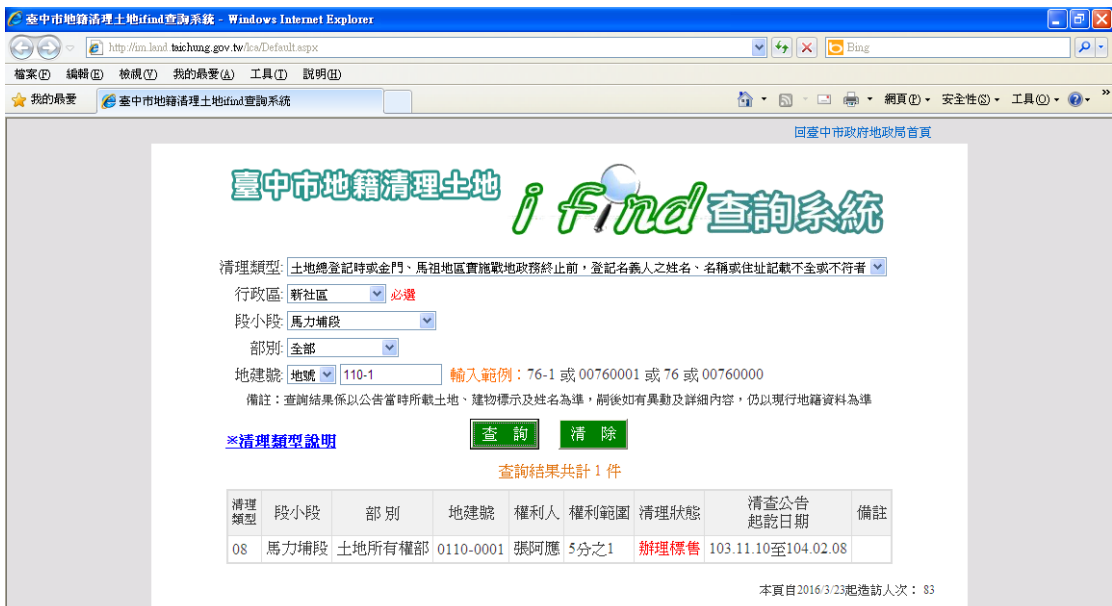 臺中市地籍清理土地ifind查詢系統 - Windows Internet Explorer
http://im.land.taichung.gov.tw/lca/Default.aspx
Bing
檔案(F) 編輯(E) 檢視(V) 我的最愛(A) 工具(T) 說明(H)
我的最愛 臺中市地籍清理土地ifind查詢系統 網頁(P) 安全性(S) 工具(O) »
回臺中市政府地政局首頁
臺中市地籍清理土地 i Find 查詢系統
清理類型: 土地總登記時或金門、馬祖地區實施戰地政務終止前，登記名義人之姓名、名稱或住址記載不全或不符者
行政區: 新社區 必選
段小段: 馬力埔段
部別: 全部
地建號: 地號 110-1 輸入範例：76-1 或 00760001 或 76 或 00760000
備註：查詢結果係以公告當時所載土地、建物標示及姓名為準，嗣後如有異動及詳細內容，仍以現行地籍資料為準
※清理類型說明 查 詢 清 除
查詢結果共計 1 件
清理類型 段小段 部 別 地建號 權利人 權利範圍 清理狀態 清查公告起訖日期 備註
08 馬力埔段 土地所有權部 0110-0001 張阿應 5分之1 辦理標售 103.11.10至104.02.08
本頁自2016/3/23起造訪人次： 83